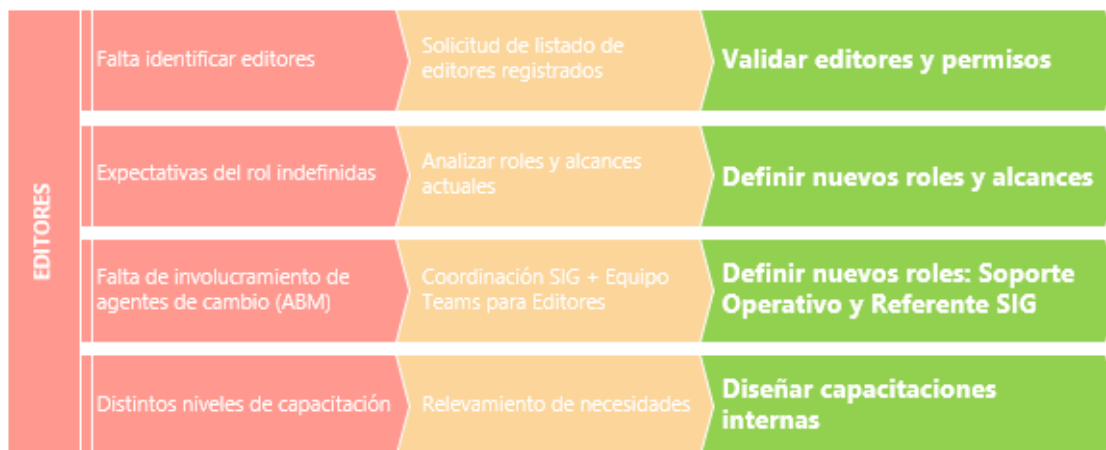 EDITORES
Falta identificar editores
Solicitud de listado de
editores registrados
Validar editores y permisos
Expectativas del rol indefinidas
Analizar roles y alcances
actuales
Definir nuevos roles y alcances
Falta de involucramiento de
agentes de cambio (ABM)
Coordinación SIG + Equipo
Teams para Editores
Definir nuevos roles: Soporte
Operativo y Referente SIG
Distintos niveles de capacitación
Relevamiento de necesidades
Diseñar capacitaciones
internas